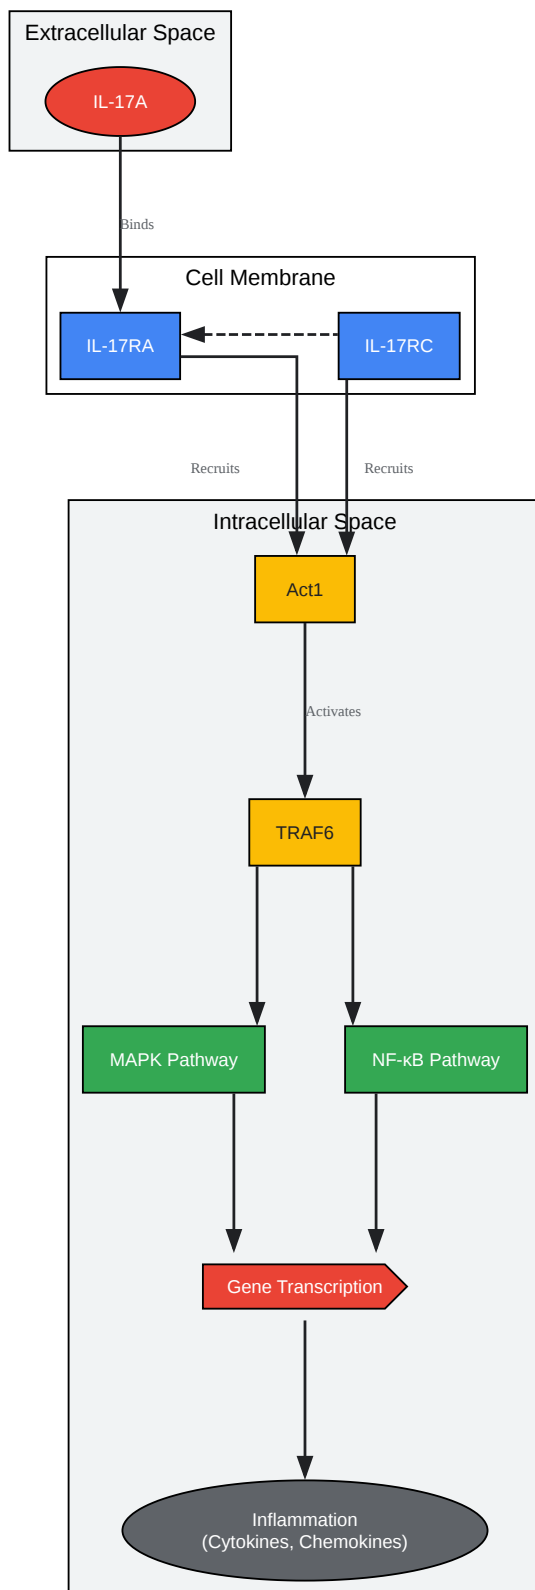 Extracellular Space
IL-17A
Binds
Cell Membrane
IL-17RA
IL-17RC
Recruits
Recruits
Intracellular Space
Act1
Activates
TRAF6
MAPK Pathway
NF-κB Pathway
Gene Transcription
Inflammation
(Cytokines, Chemokines)